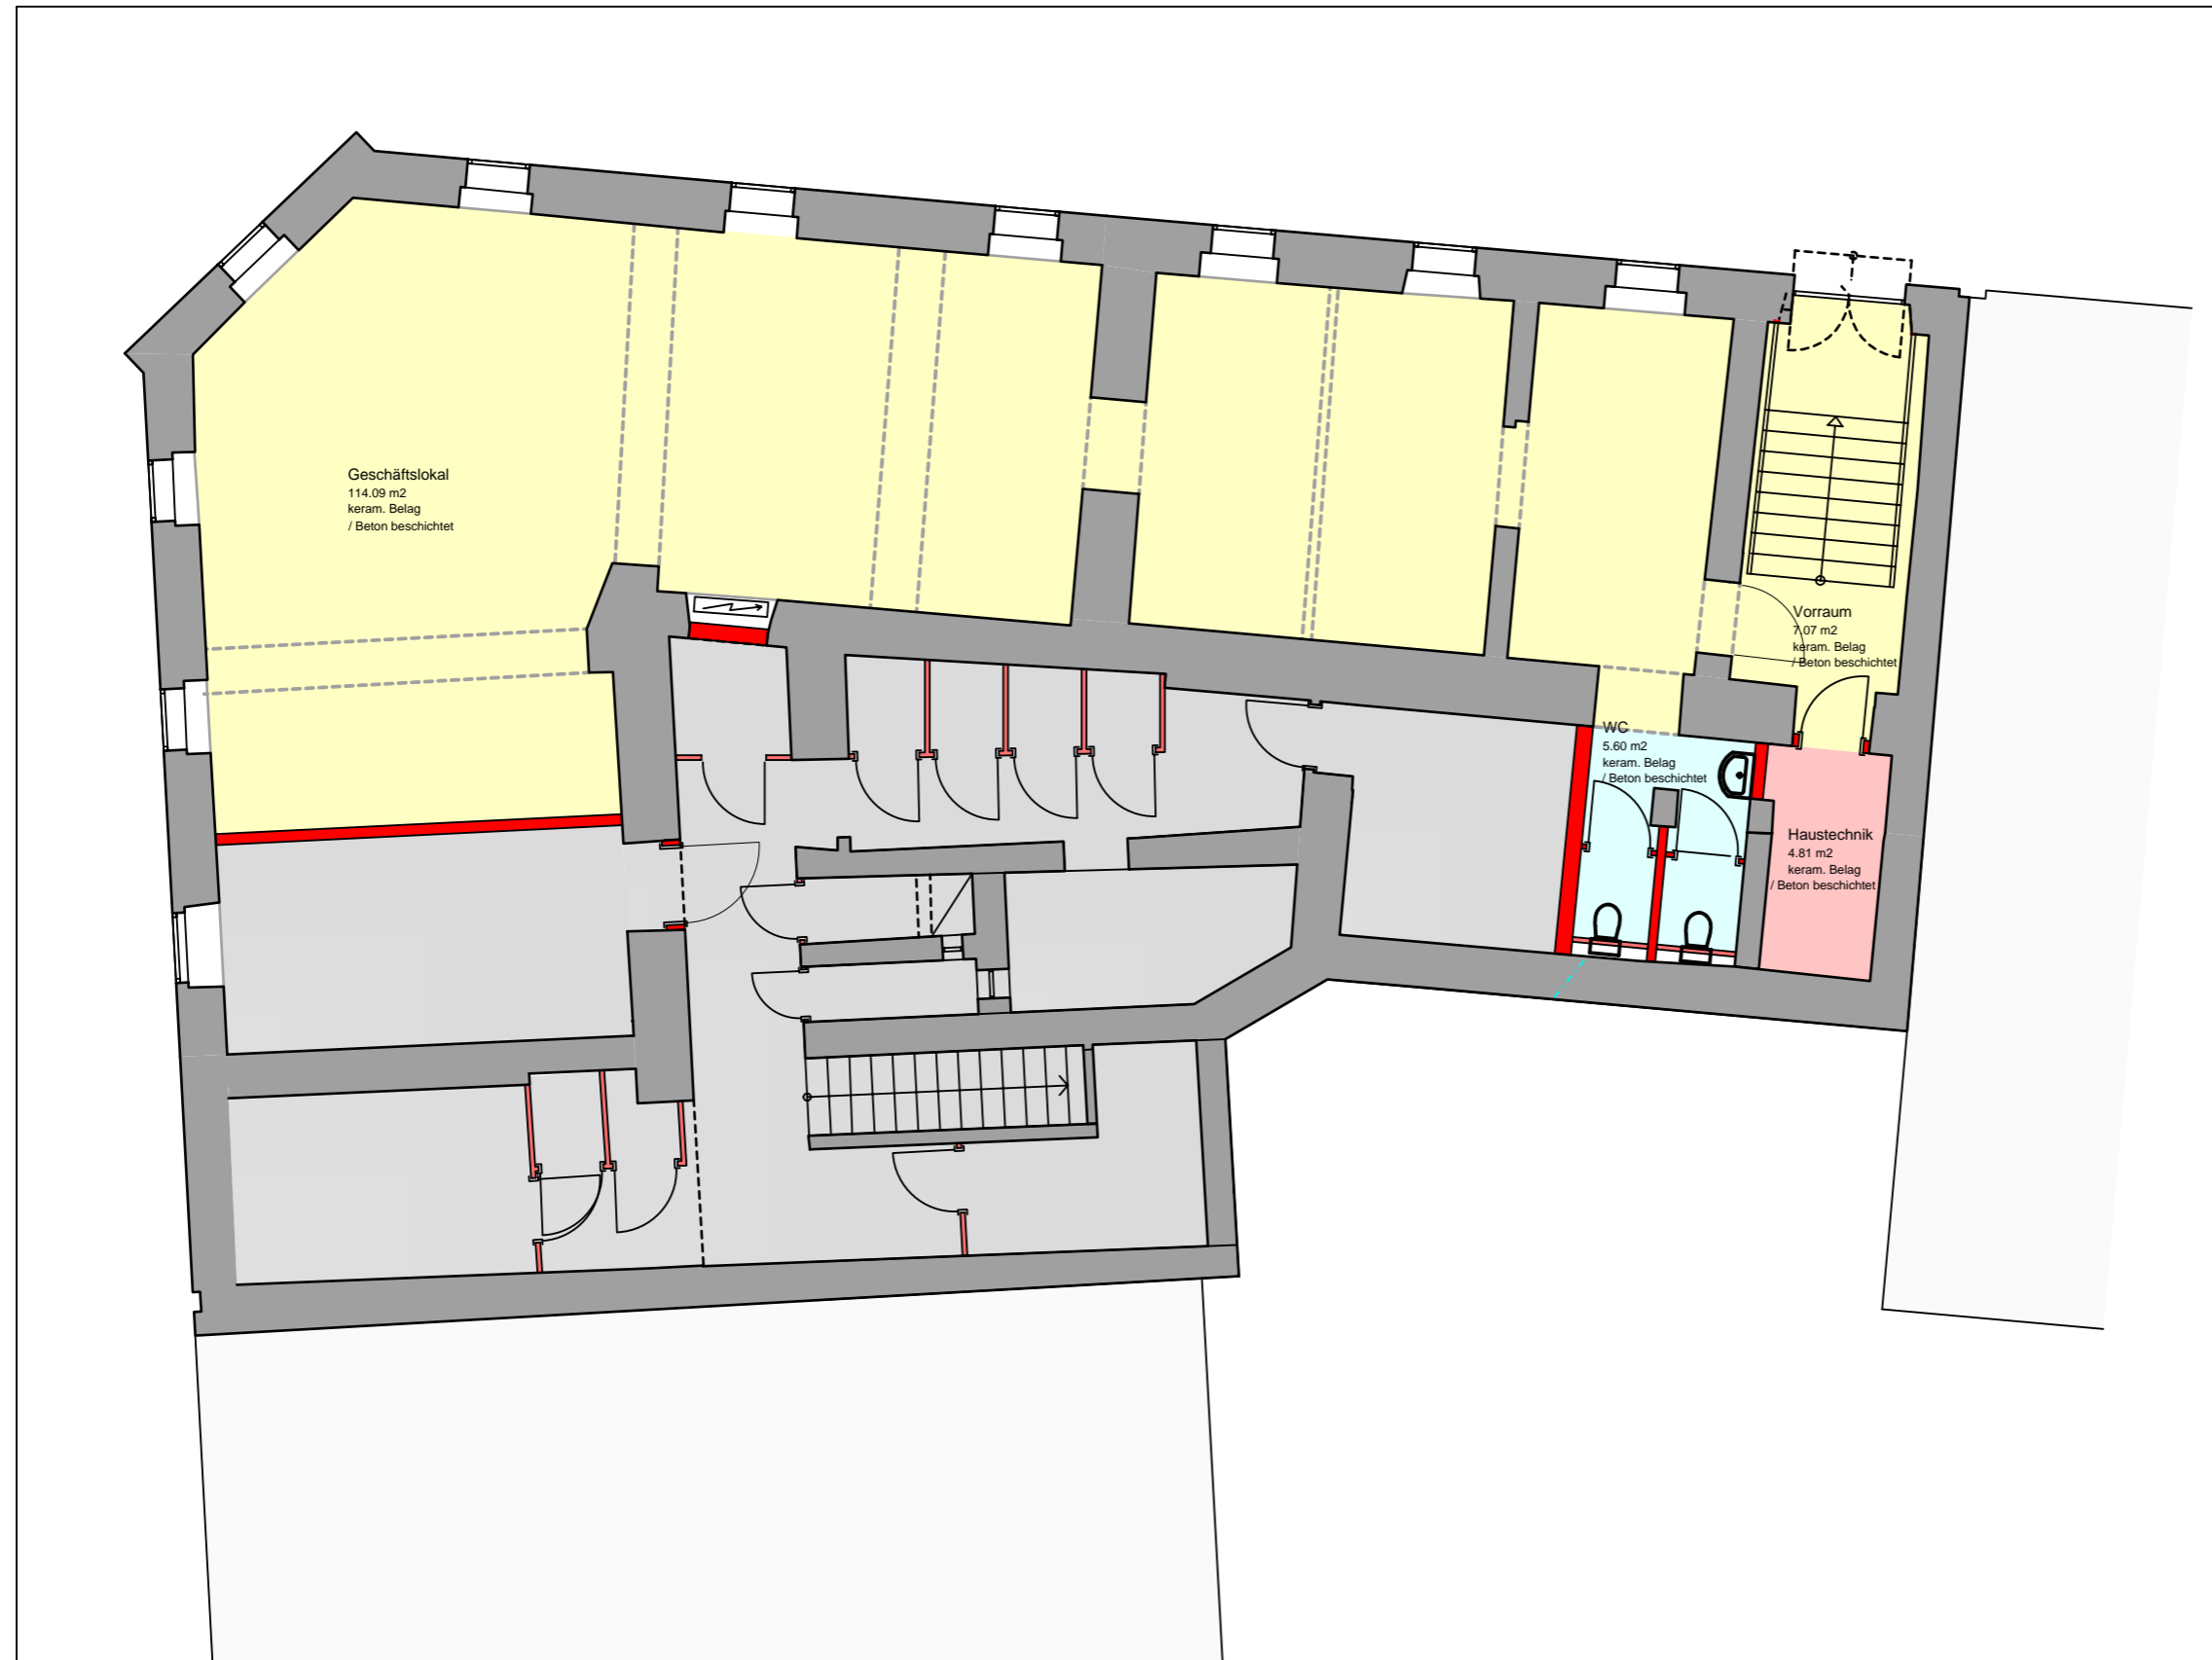 Geschäftslokal
114.09 m2
keram. Belag
/ Beton beschichtet
Vorraum
7.07 m2
keram. Belag
/ Beton beschichtet
WC
5.60 m2
keram. Belag
/ Beton beschichtet
Haustechnik
4.81 m2
keram. Belag
/ Beton beschichtet